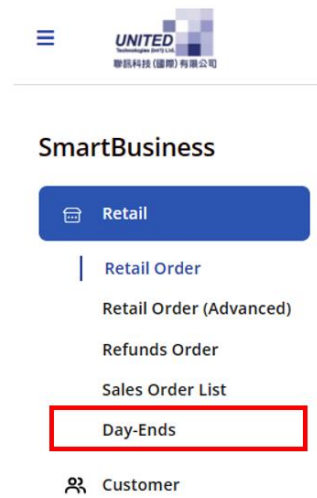 UNITED
Technologies (Int'l) Ltd.
聯訊科技(國際)有限公司
SmartBusiness
Retail
Retail Order
Retail Order (Advanced)
Refunds Order
Sales Order List
Day-Ends
Customer